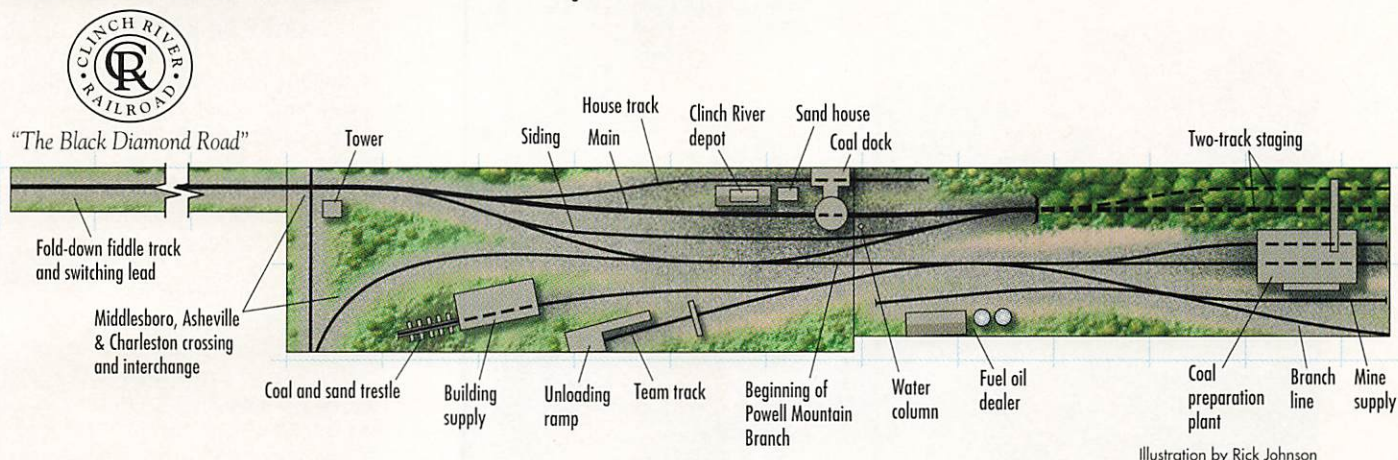 CLINCH RIVER
CR
RAILROAD
"The Black Diamond Road"
Tower
Siding
House track
Main
Clinch River
depot
Sand house
Coal dock
Two-track staging
Fold-down fiddle track
and switching lead
Middlesboro, Asheville
& Charleston crossing
and interchange
Coal and sand trestle
Building
supply
Unloading
ramp
Team track
Beginning of
Powell Mountain
Branch
Water
column
Fuel oil
dealer
Coal
preparation
plant
Branch
line
Mine
supply
Illustration by Rick Johnson